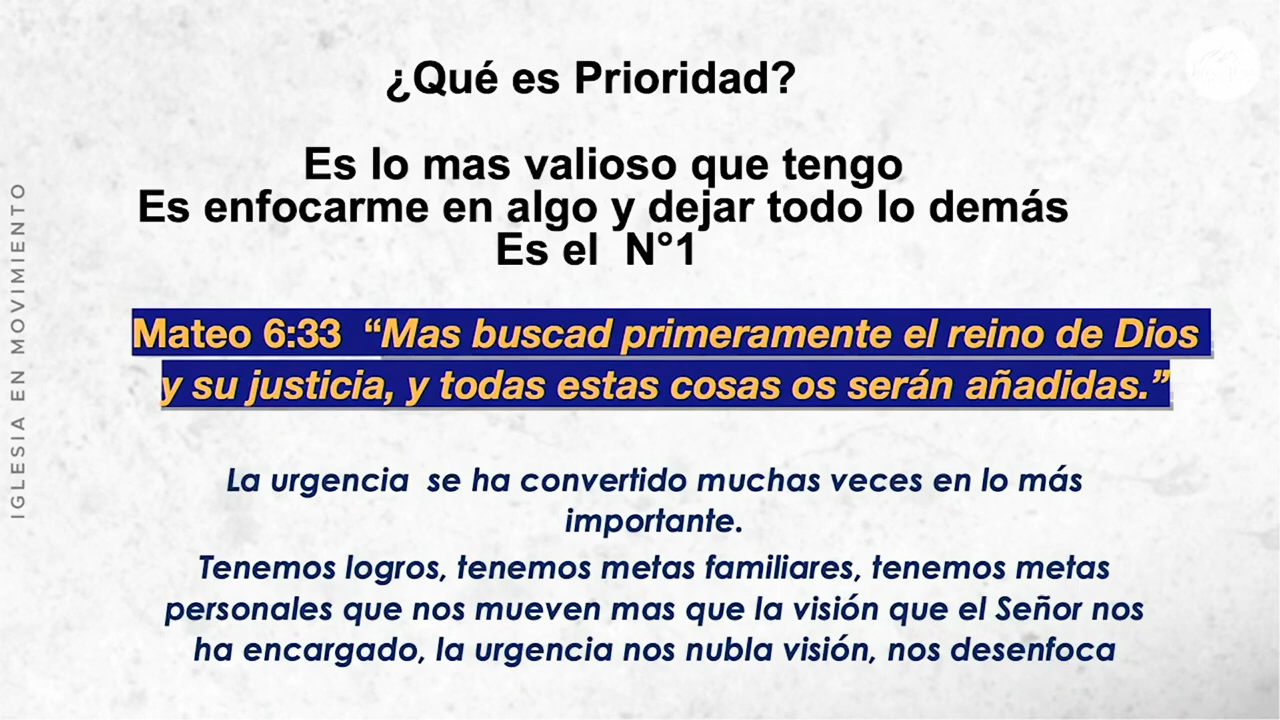 ¿Qué es Prioridad?
Es lo mas valioso que tengo
Es enfocarme en algo y dejar todo lo demás
Es el  N°1
Mateo 6:33  “Mas buscad primeramente el reino de Dios
y su justicia, y todas estas cosas os serán añadidas.”
La urgencia  se ha convertido muchas veces en lo más
importante.
Tenemos logros, tenemos metas familiares, tenemos metas
personales que nos mueven mas que la visión que el Señor nos
ha encargado, la urgencia nos nubla visión, nos desenfoca
IGLESIA EN MOVIMIENTO